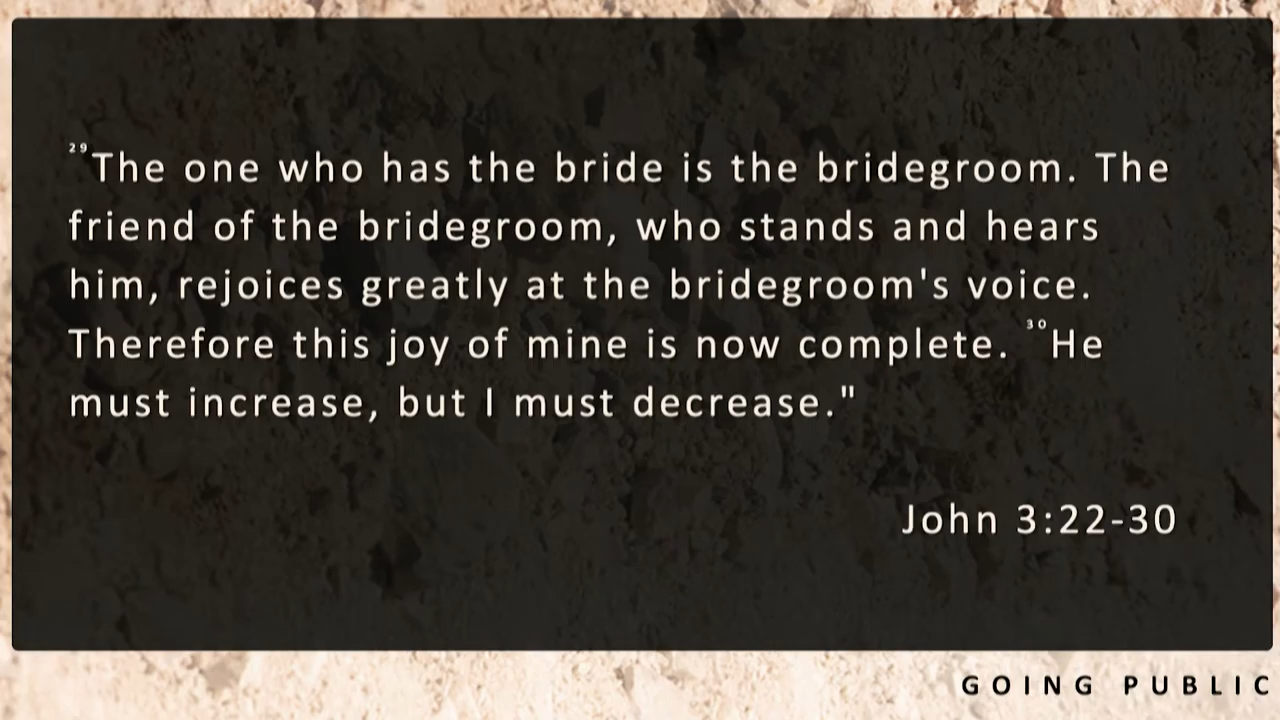 29The one who has the bride is the bridegroom. The
friend of the bridegroom, who stands and hears
him, rejoices greatly at the bridegroom's voice.
Therefore this joy of mine is now complete. 30He
must increase, but I must decrease."
John 3:22-30
GOING PUBLIC